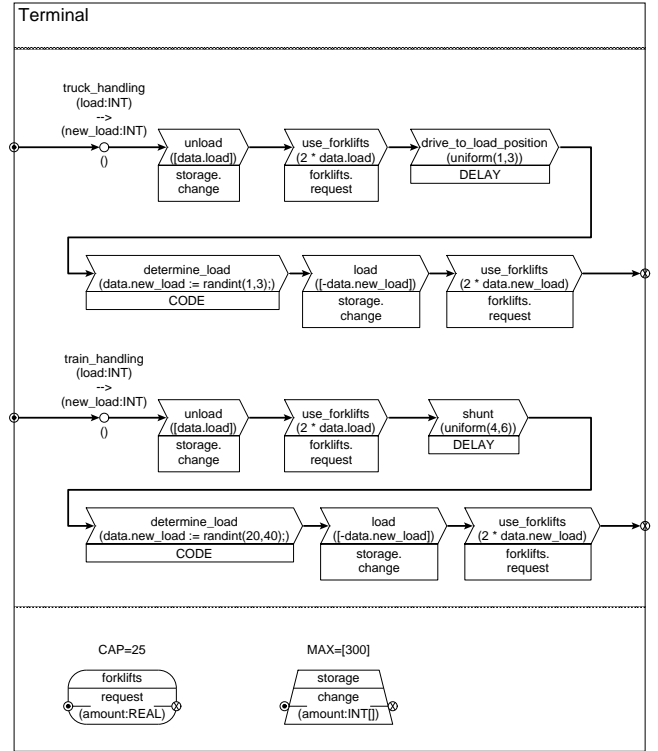 Terminal
truck_handling
(load:INT)
-->
(new_load:INT)
()
unload
([data.load])
storage.
change
use_forklifts
(2 * data.load)
forklifts.
request
drive_to_load_position
(uniform(1,3))
DELAY
determine_load
(data.new_load := randint(1,3);)
CODE
load
([-data.new_load])
storage.
change
use_forklifts
(2 * data.new_load)
forklifts.
request
train_handling
(load:INT)
-->
(new_load:INT)
()
unload
([data.load])
storage.
change
use_forklifts
(2 * data.load)
forklifts.
request
shunt
(uniform(4,6))
DELAY
determine_load
(data.new_load := randint(20,40);)
CODE
load
([-data.new_load])
storage.
change
use_forklifts
(2 * data.new_load)
forklifts.
request
CAP=25
forklifts
request
(amount:REAL)
MAX=[300]
storage
change
(amount:INT[])